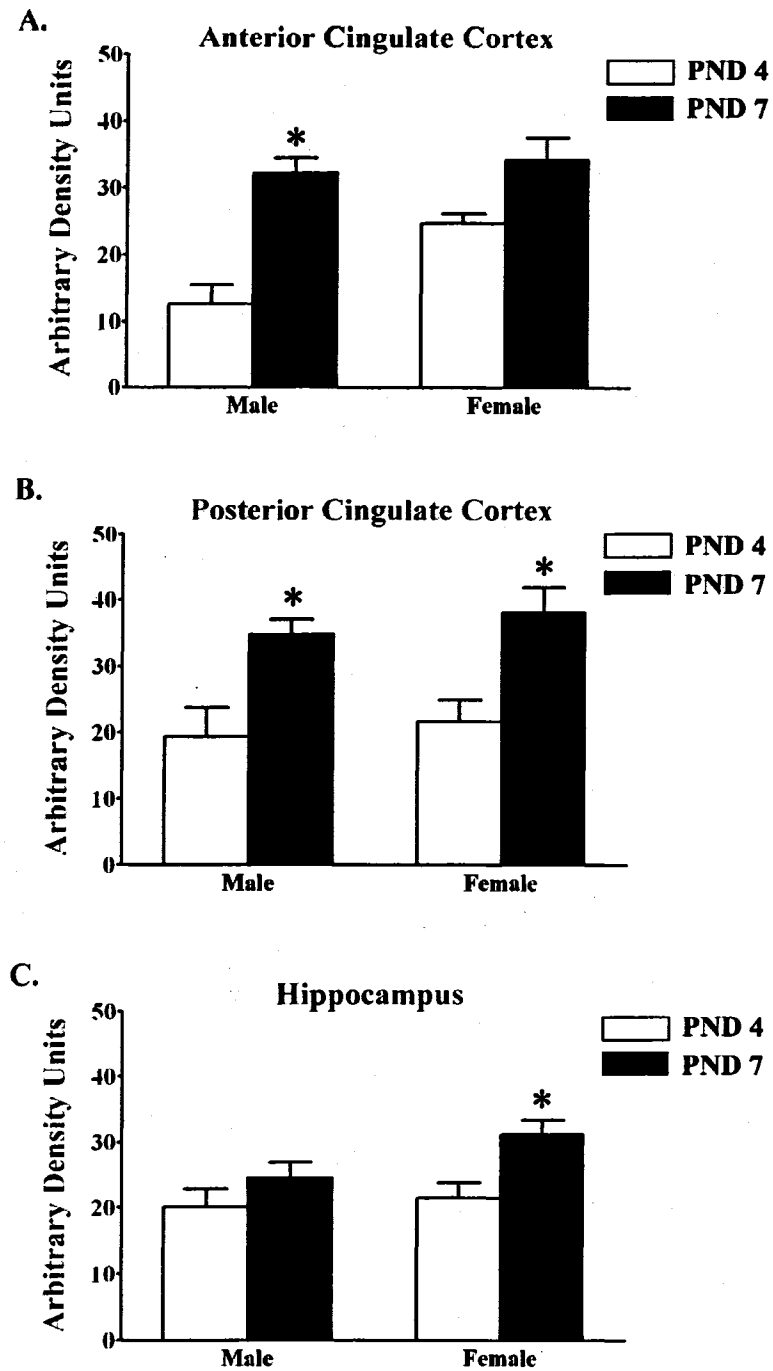 A.
Anterior Cingulate Cortex
PND 4
PND 7
Arbitrary Density Units
50
40
30
20
10
0
*
Male
Female
B.
Posterior Cingulate Cortex
PND 4
PND 7
Arbitrary Density Units
50
40
30
20
10
0
*
*
Male
Female
C.
Hippocampus
PND 4
PND 7
Arbitrary Density Units
50
40
30
20
10
0
*
Male
Female